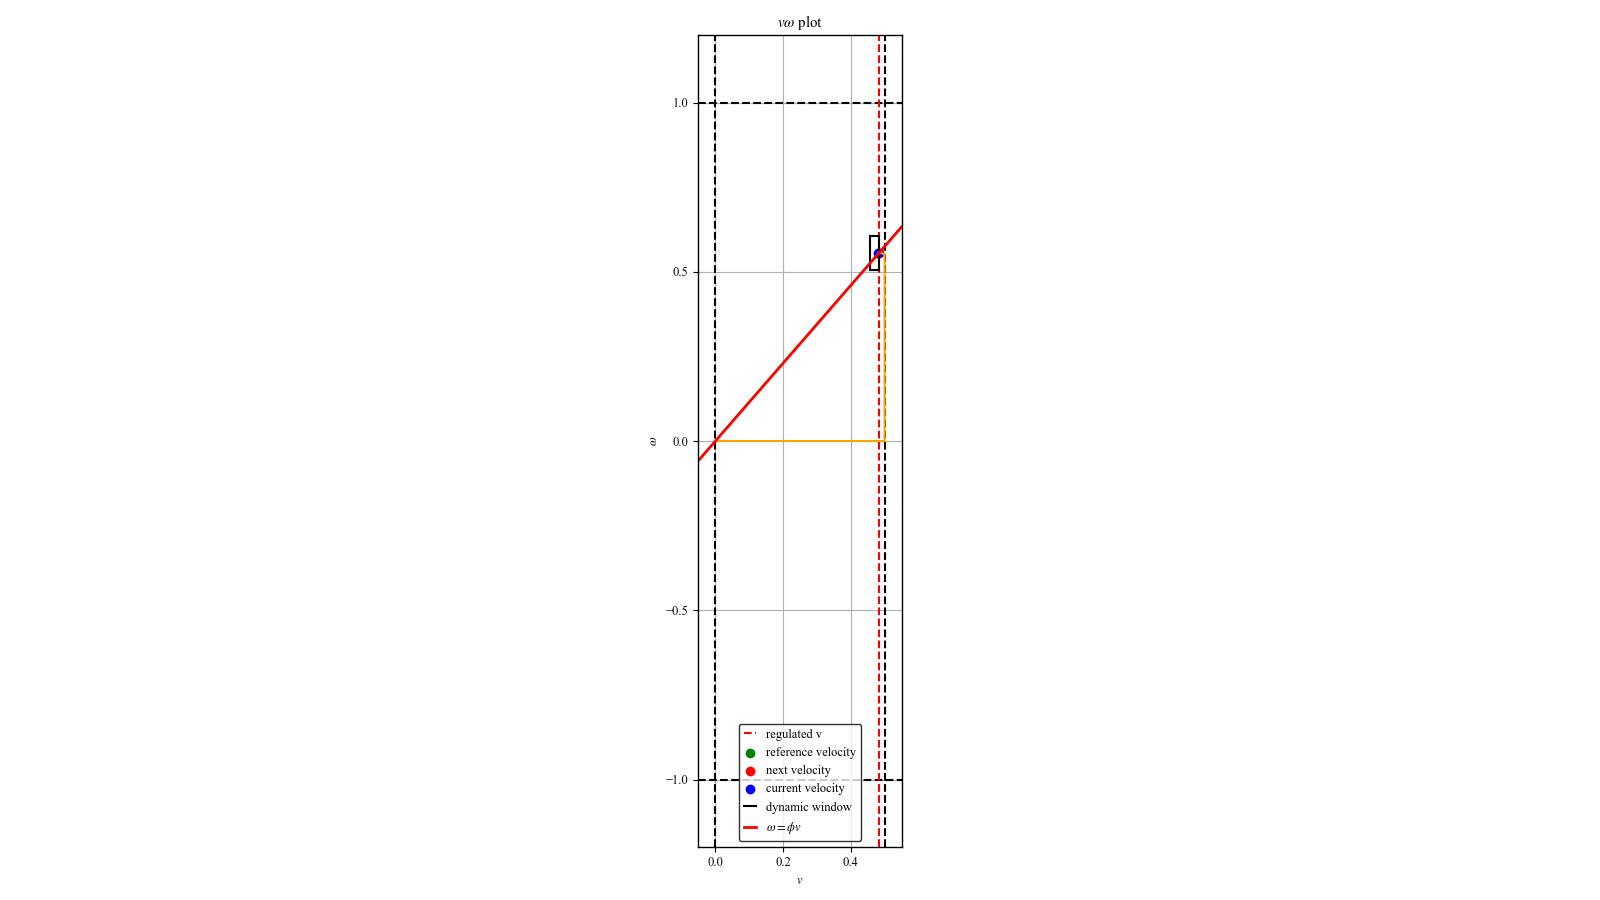 vω plot
1.0
0.5
0.0
−0.5
−1.0
ω
0.0 0.2 0.4
v
regulated v
reference velocity
next velocity
current velocity
dynamic window
ω = ϕv